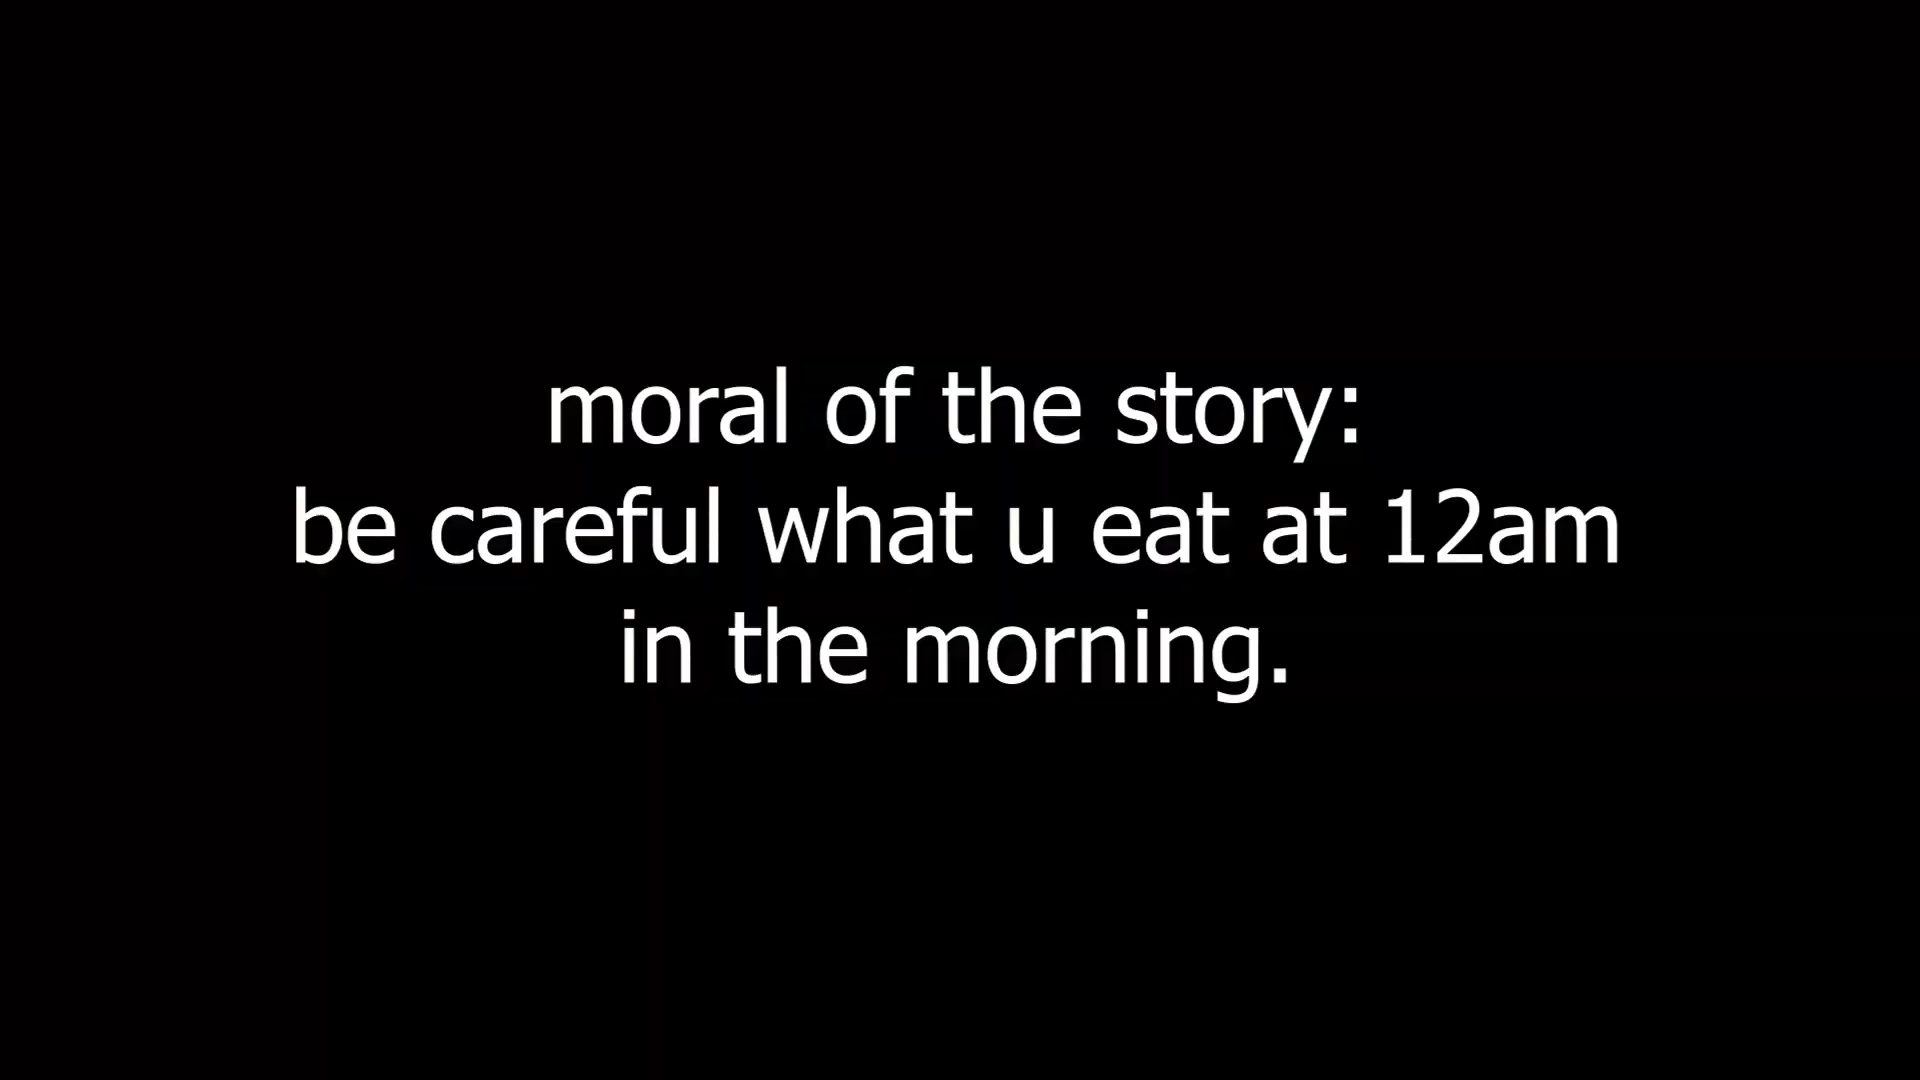 moral of the story:
be careful what u eat at 12am
in the morning.